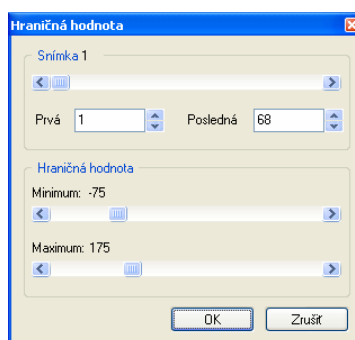 Hraničná hodnota
Snímka 1
Prvá 1 Posledná 68
Hraničná hodnota
Minimum: -75
Maximum: 175
OK Zrušiť